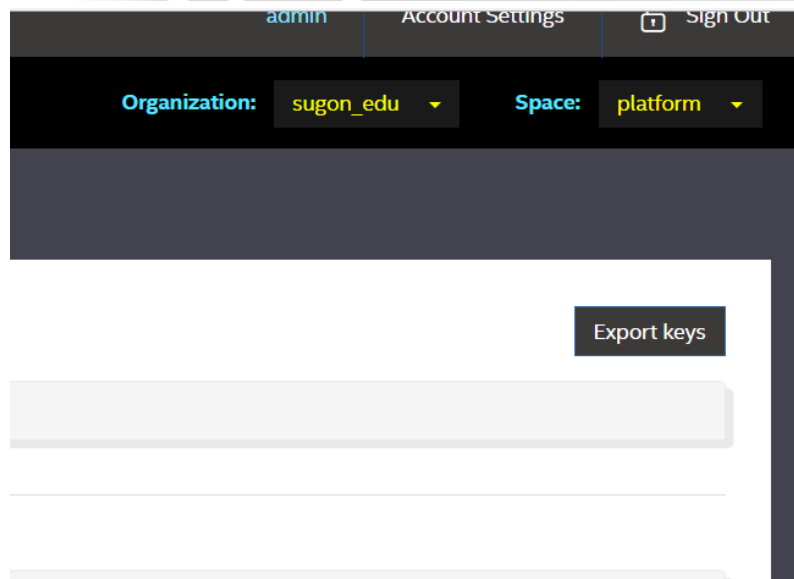 admin Account Settings Sign Out
Organization: sugon_edu Space: platform
Export keys